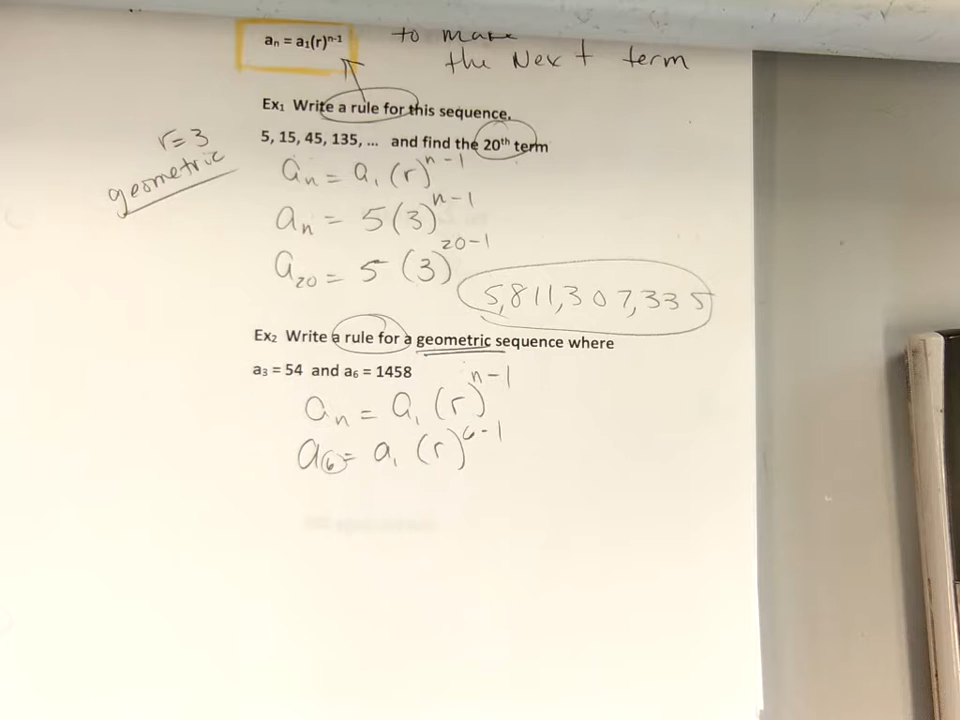 aₙ = a₁(r)ⁿ⁻¹
to make
the Next term
Ex₁ Write a rule for this sequence.
5, 15, 45, 135, ... and find the 20ᵗʰ term
r = 3
geometric
aₙ = a₁ (r)ⁿ⁻¹
aₙ = 5(3)ⁿ⁻¹
a₂₀ = 5 (3)²⁰⁻¹
5,811,307,335
Ex₂ Write a rule for a geometric sequence where
a₃ = 54 and a₆ = 1458
aₙ = a₁ (r)ⁿ⁻¹
a₆ = a₁ (r)⁶⁻¹